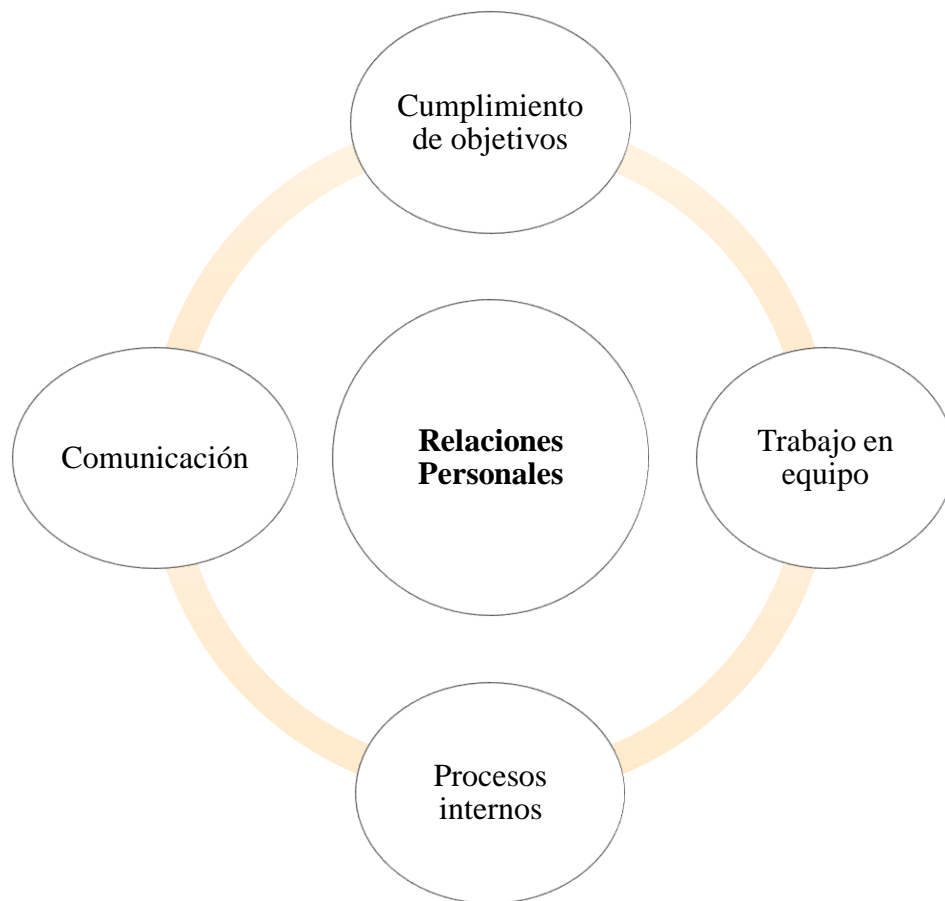 Cumplimiento
de objetivos
Comunicación
Relaciones
Personales
Trabajo en
equipo
Procesos
internos